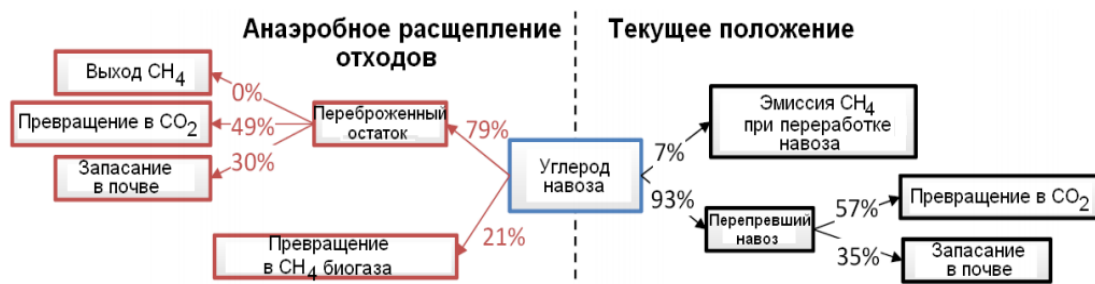 Анаэробное расщепление
отходов
Текущее положение
Выход CH4
0%
Превращение в CO2
49%
Запасание
в почве
30%
Переброженный
остаток
79%
Превращение
в CH4 биогаза
21%
Углерод
навоза
7%
93%
Эмиссия CH4
при переработке
навоза
Перепревший
навоз
57%
Превращение в CO2
35%
Запасание
в почве